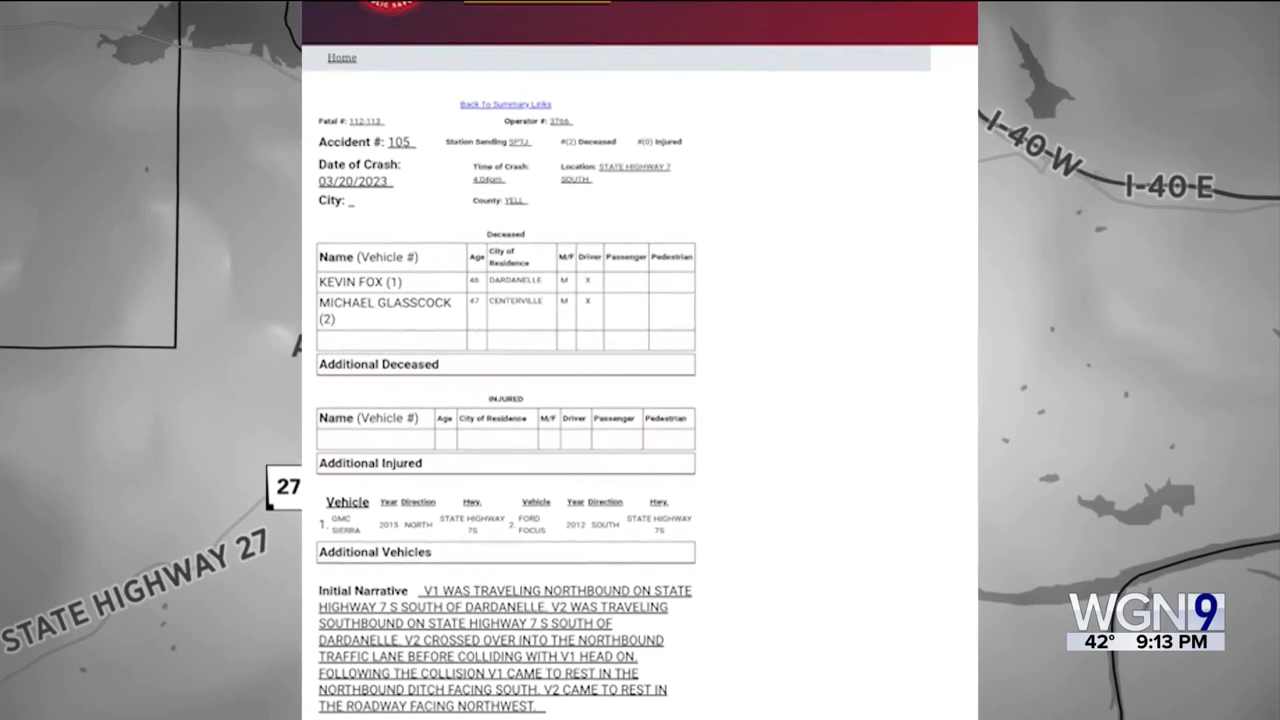 BLIC SAFE
Home
Back To Summary Links
Fatal #: 112-113
Operator #: 3766
Accident #: 105
Station Sending SPTJ
#(2) Deceased
#(0) Injured
Date of Crash:
03/20/2023
Time of Crash:
4:04pm
Location: STATE HIGHWAY 7
SOUTH
City: _
County: YELL
Deceased
Name (Vehicle #) Age City of Residence M/F Driver Passenger Pedestrian
KEVIN FOX (1) 46 DARDANELLE M X
MICHAEL GLASSCOCK (2) 47 CENTERVILLE M X
Additional Deceased
INJURED
Name (Vehicle #) Age City of Residence M/F Driver Passenger Pedestrian
Additional Injured
Vehicle Year Direction Hwy. Vehicle Year Direction Hwy.
1. GMC SIERRA 2015 NORTH STATE HIGHWAY 7S 2. FORD FOCUS 2012 SOUTH STATE HIGHWAY 7S
Additional Vehicles
Initial Narrative V1 WAS TRAVELING NORTHBOUND ON STATE
HIGHWAY 7 S SOUTH OF DARDANELLE. V2 WAS TRAVELING
SOUTHBOUND ON STATE HIGHWAY 7 S SOUTH OF
DARDANELLE. V2 CROSSED OVER INTO THE NORTHBOUND
TRAFFIC LANE BEFORE COLLIDING WITH V1 HEAD ON.
FOLLOWING THE COLLISION V1 CAME TO REST IN THE
NORTHBOUND DITCH FACING SOUTH. V2 CAME TO REST IN
THE ROADWAY FACING NORTHWEST.
I-40 W
I-40 E
27
STATE HIGHWAY 27
WGN9
42° 9:13 PM